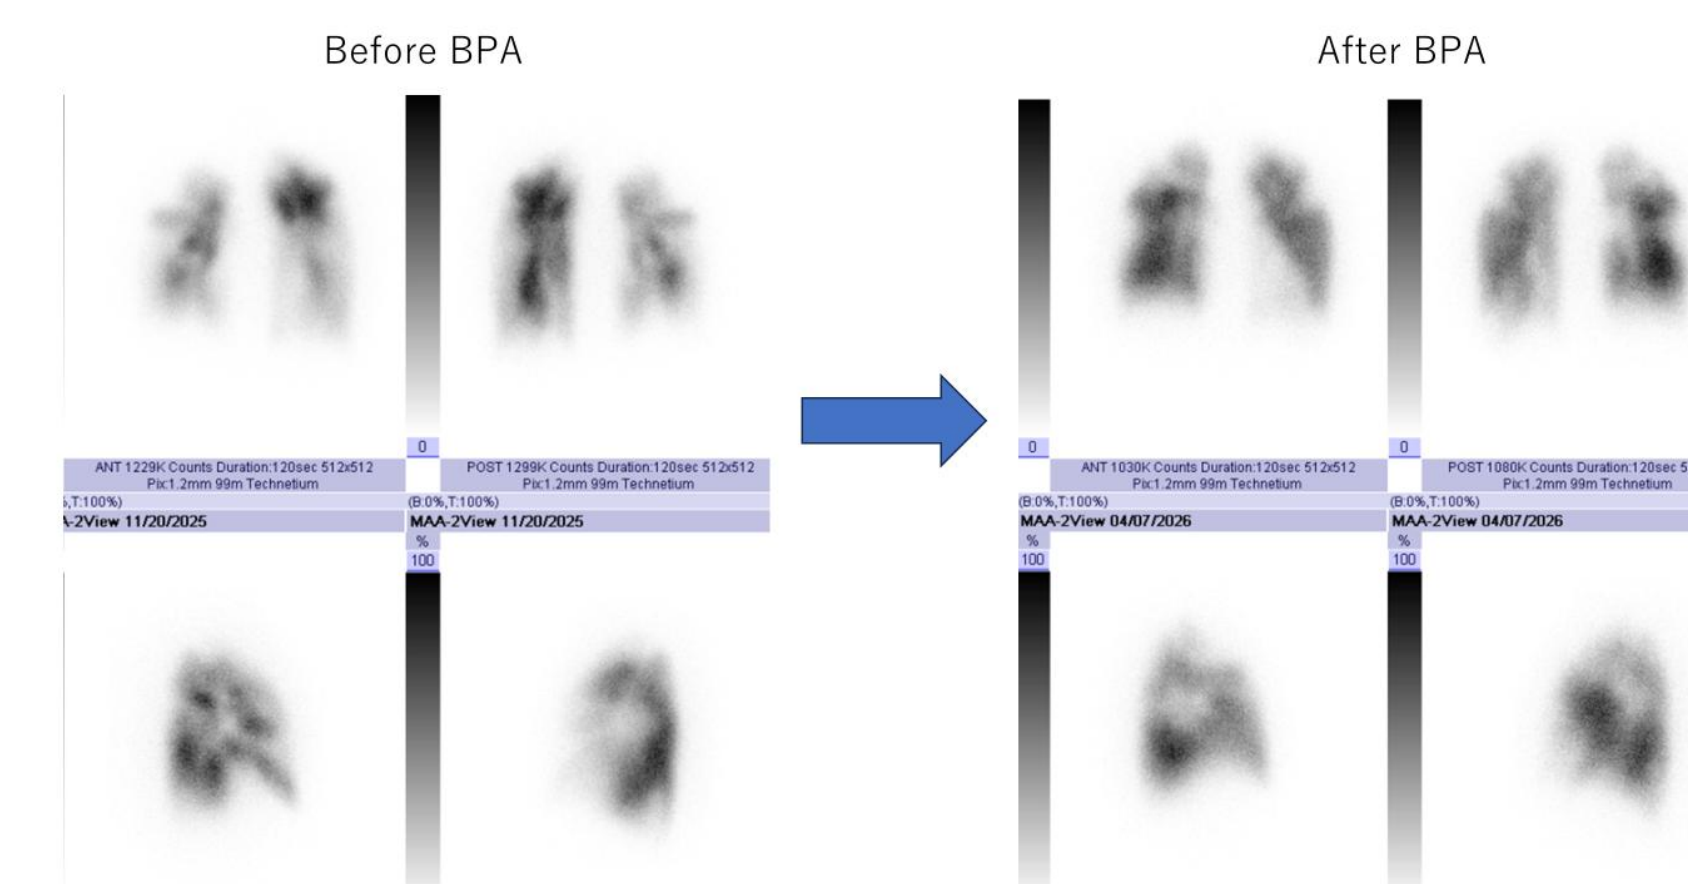 Before BPA
After BPA
0
0
0
ANT 1229K Counts Duration:120sec 512x512
Pix:1.2mm 99m Technetium
POST 1299K Counts Duration:120sec 512x512
Pix:1.2mm 99m Technetium
ANT 1030K Counts Duration:120sec 512x512
Pix:1.2mm 99m Technetium
POST 1080K Counts Duration:120sec 5
Pix:1.2mm 99m Technetium
,T:100%)
(B:0%,T:100%)
(B:0%,T:100%)
(B:0%,T:100%)
-2View 11/20/2025
MAA-2View 11/20/2025
MAA-2View 04/07/2026
MAA-2View 04/07/2026
%
100
%
100
%
100